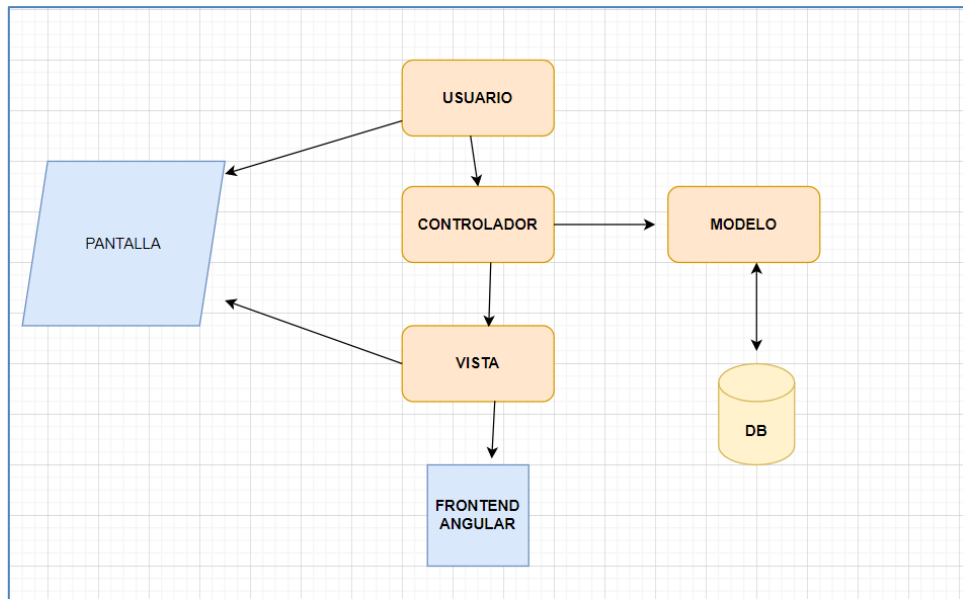 USUARIO
PANTALLA
CONTROLADOR
MODELO
VISTA
DB
FRONTEND
ANGULAR